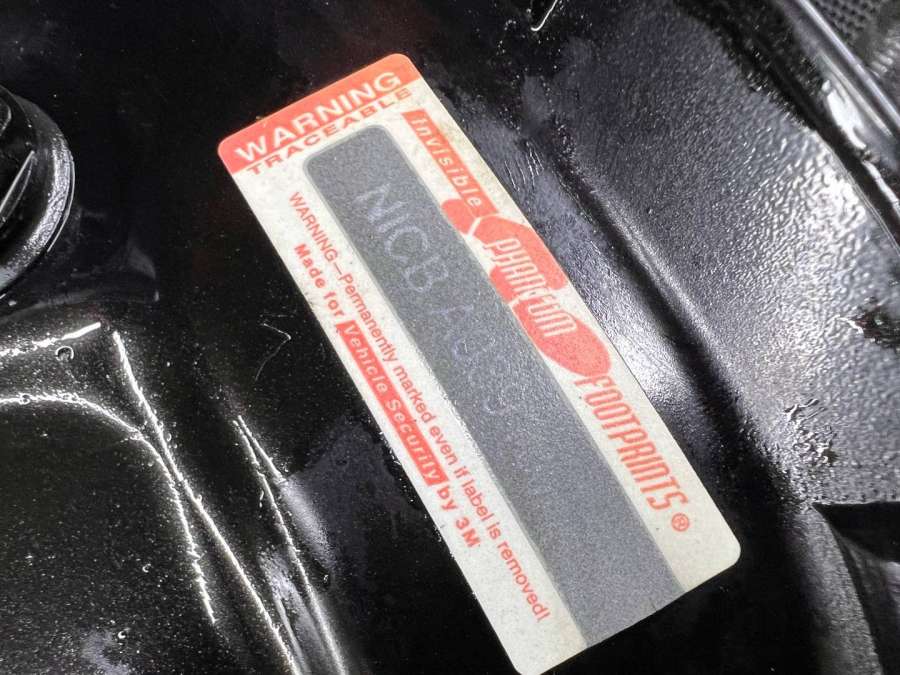 WARNING
TRACEABLE
invisible
PHANTOM
FOOTPRINTS®
NICB
WARNING—Permanently marked even if label is removed!
Made for Vehicle Security by 3M